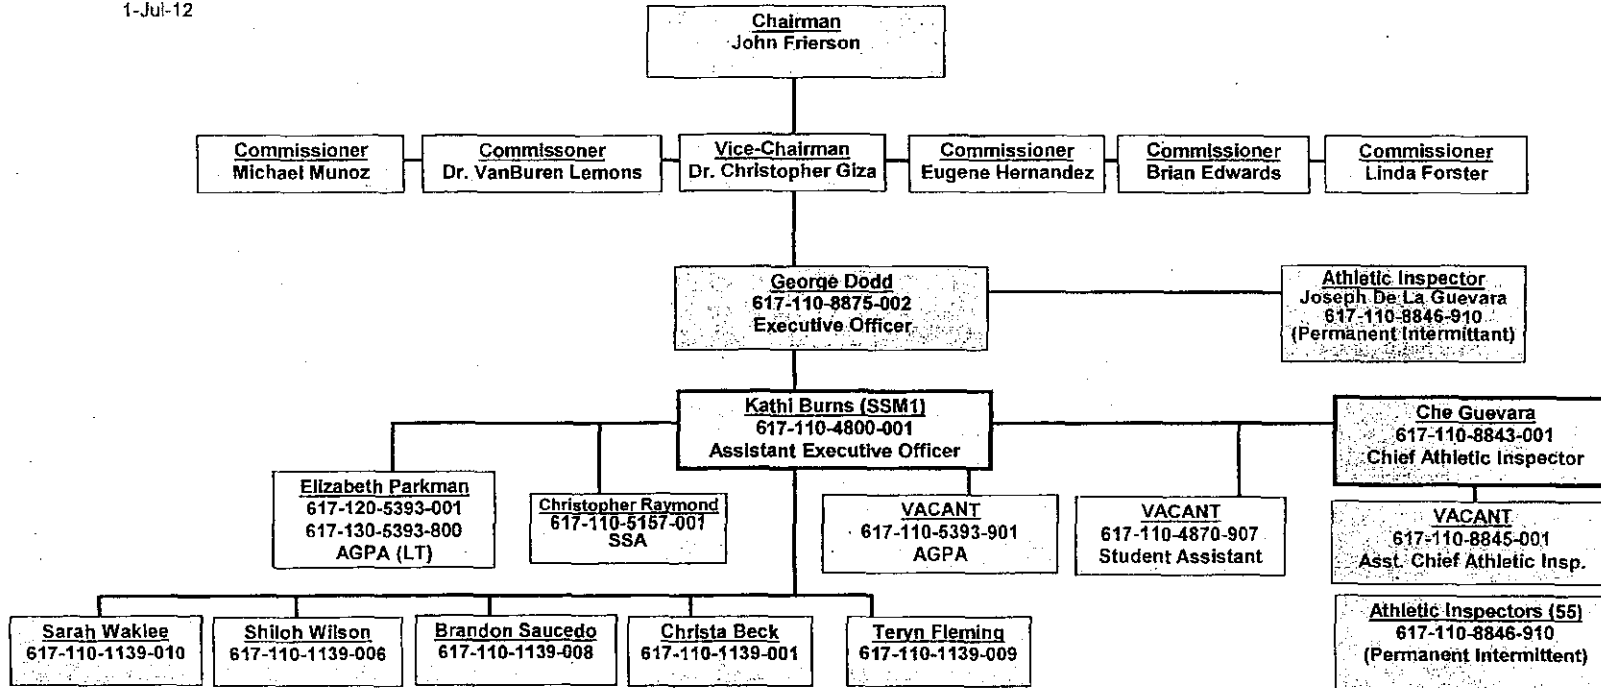 1-Jul-12
Chairman
John Frierson
Commissioner
Michael Munoz
Commissoner
Dr. VanBuren Lemons
Vice-Chairman
Dr. Christopher Giza
Commissioner
Eugene Hernandez
Commissioner
Brian Edwards
Commissioner
Linda Forster
George Dodd
617-110-8875-002
Executive Officer
Athletic Inspector
Joseph De La Guevara
617-110-8846-910
(Permanent Intermittant)
Kathi Burns (SSM1)
617-110-4800-001
Assistant Executive Officer
Che Guevara
617-110-8843-001
Chief Athletic Inspector
Elizabeth Parkman
617-120-5393-001
617-130-5393-800
AGPA (LT)
Christopher Raymond
617-110-5157-001
SSA
VACANT
617-110-5393-901
AGPA
VACANT
617-110-4870-907
Student Assistant
VACANT
617-110-8845-001
Asst. Chief Athletic Insp.
Sarah Waklee
617-110-1139-010
Shiloh Wilson
617-110-1139-006
Brandon Saucedo
617-110-1139-008
Christa Beck
617-110-1139-001
Teryn Fleming
617-110-1139-009
Athletic Inspectors (55)
617-110-8846-910
(Permanent Intermittent)